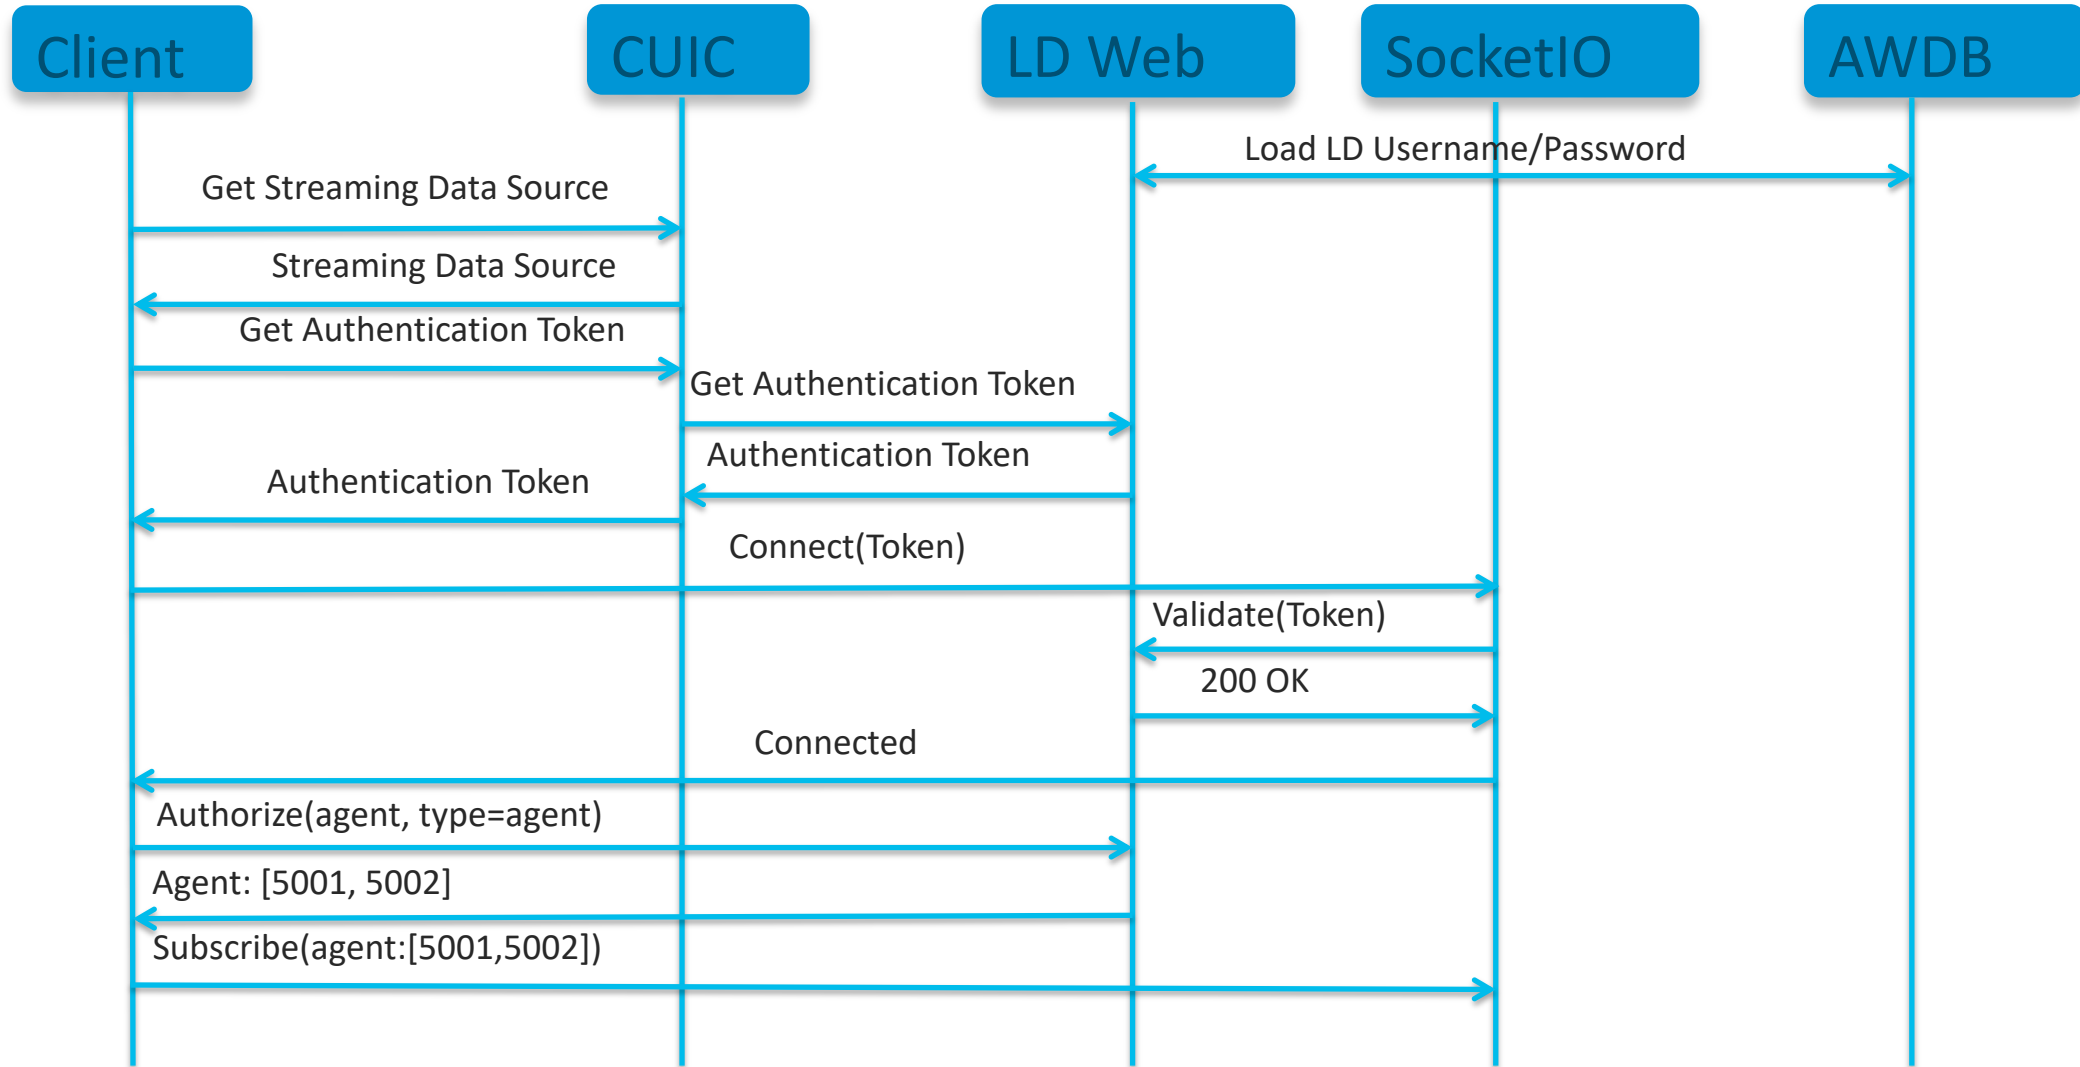 Client
CUIC
LD Web
SocketIO
AWDB
Load LD Username/Password
Get Streaming Data Source
Streaming Data Source
Get Authentication Token
Get Authentication Token
Authentication Token
Authentication Token
Connect(Token)
Validate(Token)
200 OK
Connected
Authorize(agent, type=agent)
Agent: [5001, 5002]
Subscribe(agent:[5001,5002])